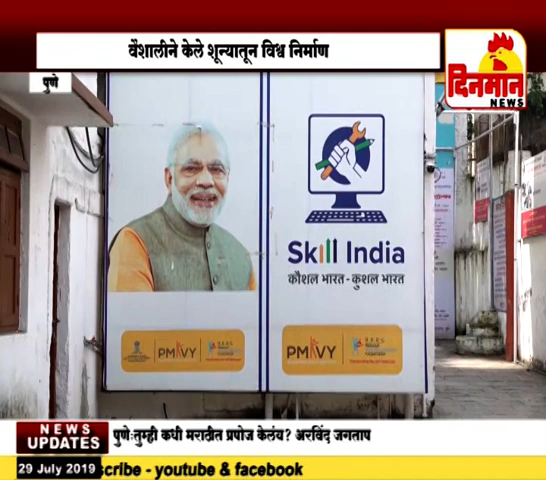 वैशालीने केले शून्यातून विश्व निर्माण
पुणे
दिनमान
NEWS
Skill India
कौशल भारत - कुशल भारत
PMKVY
PMKVY
NEWS
UPDATES
पुणे:तुम्ही कधी मराठीत प्रपोज केलंय? अरविंद जगताप
29 July 2019
scribe - youtube & facebook